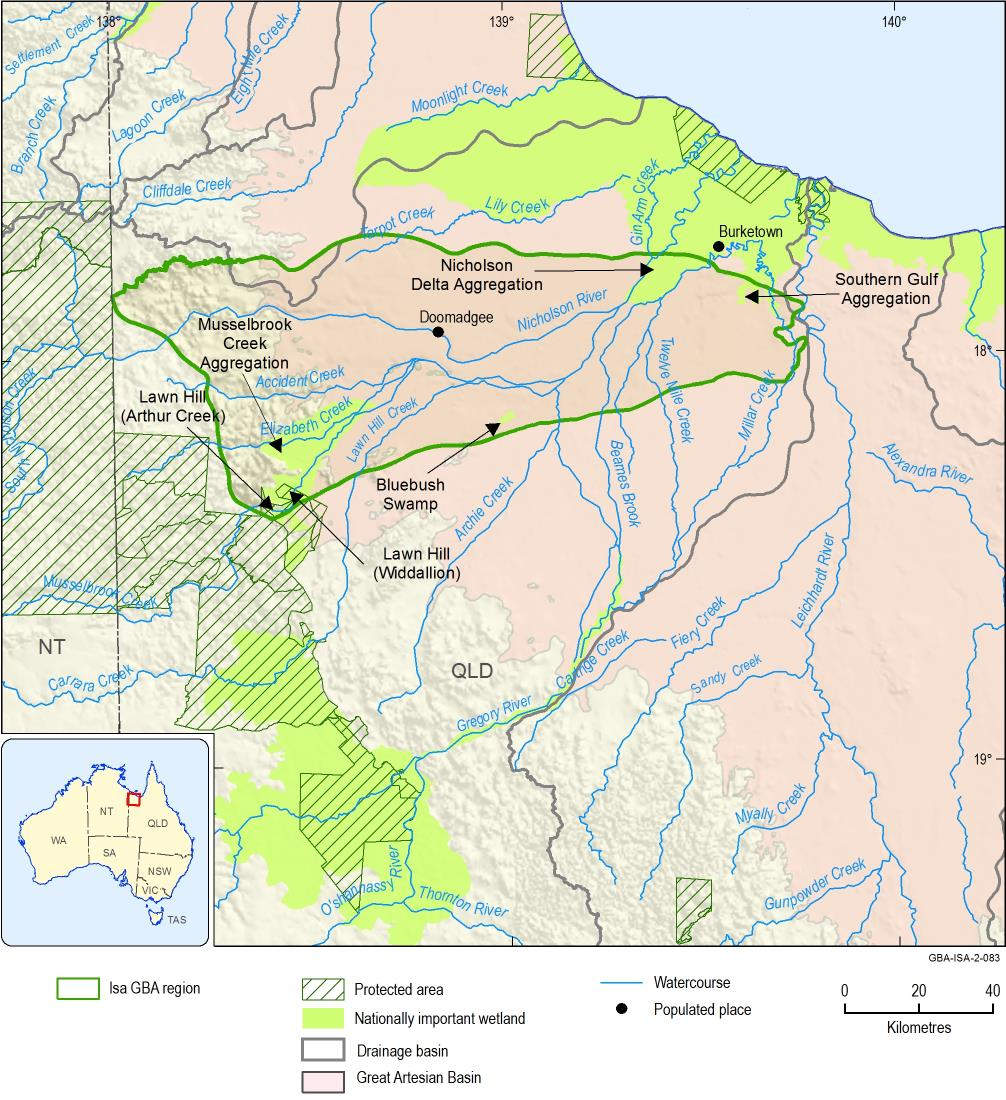 138°
139°
140°
Settlement Creek
Eight Mile Creek
Branch Creek
Lagoon Creek
Moonlight Creek
Cliffdale Creek
Lily Creek
Gin Arm Creek
Torpot Creek
Burketown
Nicholson
Delta Aggregation
Southern Gulf
Aggregation
Nicholson River
Doomadgee
Musselbrook
Creek
Aggregation
18°
Twelve Mile Creek
Accident Creek
Lawn Hill
(Arthur Creek)
Elizabeth Creek
Lawn Hill Creek
Millar Creek
South Nicholson Creek
Beames Brook
Alexandra River
Bluebush
Swamp
Archie Creek
Lawn Hill
(Widdallion)
Leichhardt River
Musselbrook Creek
Fiery Creek
NT
QLD
Carrara Creek
Sandy Creek
Gregory River
19°
Myally Creek
NT
QLD
WA
SA
NSW
VIC
TAS
O'shannassy River
Thornton River
Gunpowder Creek
GBA-ISA-2-083
Isa GBA region
Protected area
Nationally important wetland
Drainage basin
Great Artesian Basin
Watercourse
Populated place
0 20 40
Kilometres